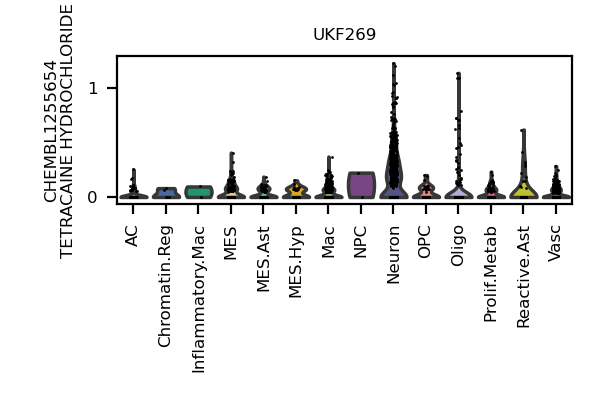 UKF269
CHEMBL1255654
TETRACAINE HYDROCHLORIDE
1
0
AC
Chromatin.Reg
Inflammatory.Mac
MES
MES.Ast
MES.Hyp
Mac
NPC
Neuron
OPC
Oligo
Prolif.Metab
Reactive.Ast
Vasc